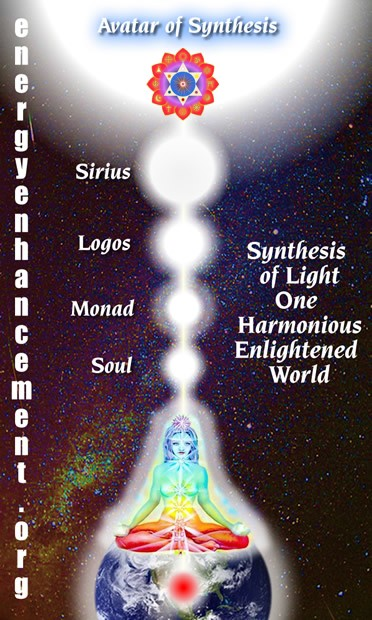 Avatar of Synthesis
energyenhancement.org
Sirius
Logos
Monad
Soul
Synthesis
of Light
One
Harmonious
Enlightened
World